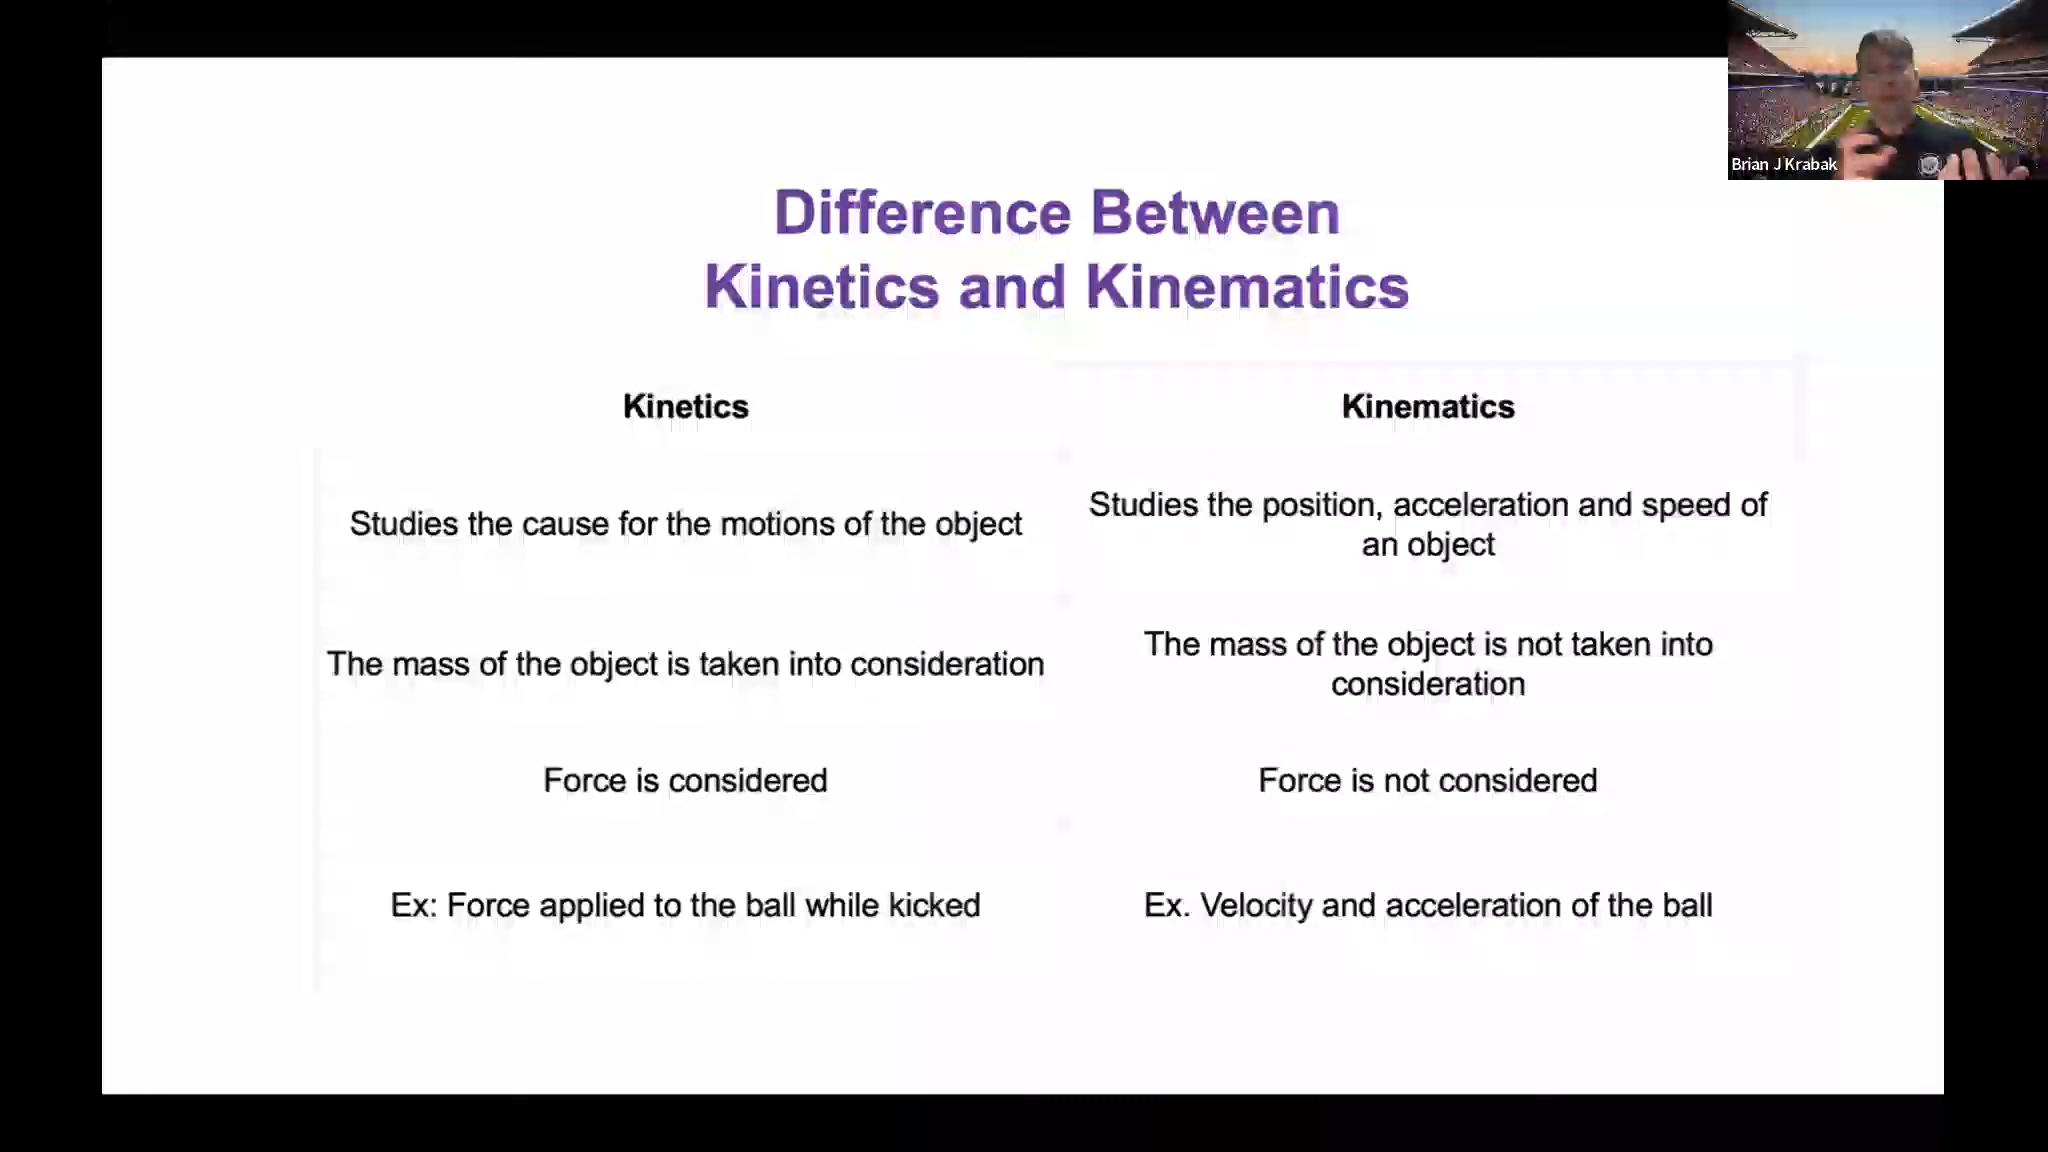 Brian J Krabak
Difference Between
Kinetics and Kinematics
Kinetics
Kinematics
Studies the cause for the motions of the object
Studies the position, acceleration and speed of
an object
The mass of the object is taken into consideration
The mass of the object is not taken into
consideration
Force is considered
Force is not considered
Ex: Force applied to the ball while kicked
Ex. Velocity and acceleration of the ball